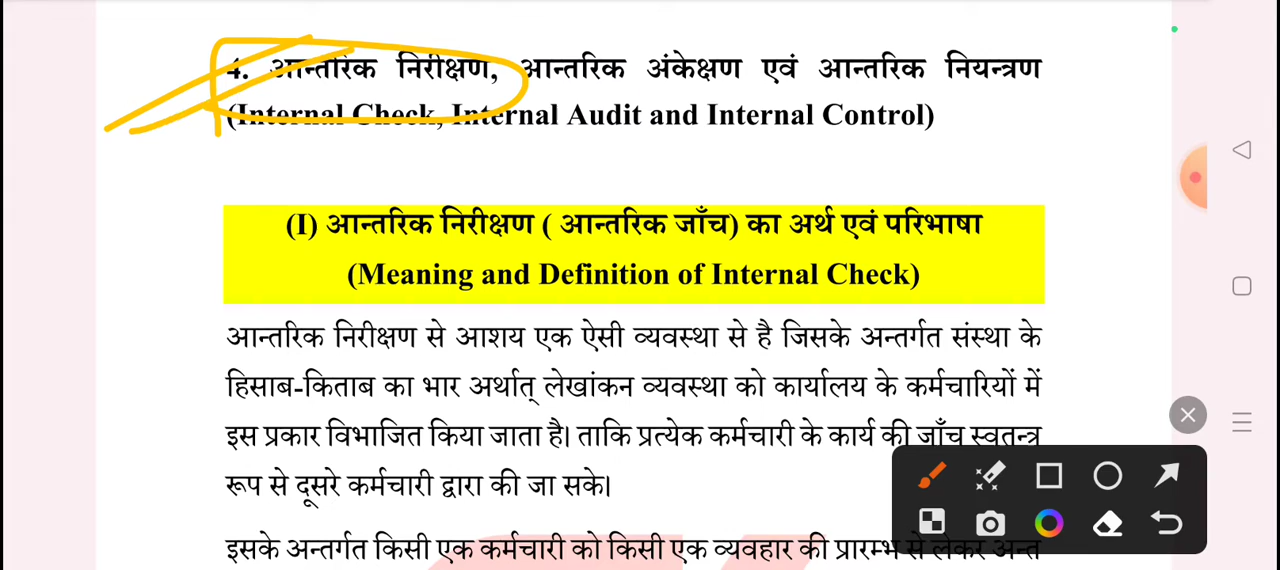 4. आन्तरिक निरीक्षण, आन्तरिक अंकेक्षण एवं आन्तरिक नियन्त्रण
(Internal Check, Internal Audit and Internal Control)
(I) आन्तरिक निरीक्षण ( आन्तरिक जाँच) का अर्थ एवं परिभाषा
(Meaning and Definition of Internal Check)
आन्तरिक निरीक्षण से आशय एक ऐसी व्यवस्था से है जिसके अन्तर्गत संस्था के
हिसाब-किताब का भार अर्थात् लेखांकन व्यवस्था को कार्यालय के कर्मचारियों में
इस प्रकार विभाजित किया जाता है। ताकि प्रत्येक कर्मचारी के कार्य की जाँच स्वतन्त्र
रूप से दूसरे कर्मचारी द्वारा की जा सके।
इसके अन्तर्गत किसी एक कर्मचारी को किसी एक व्यवहार की प्रारम्भ से लेकर अन्त